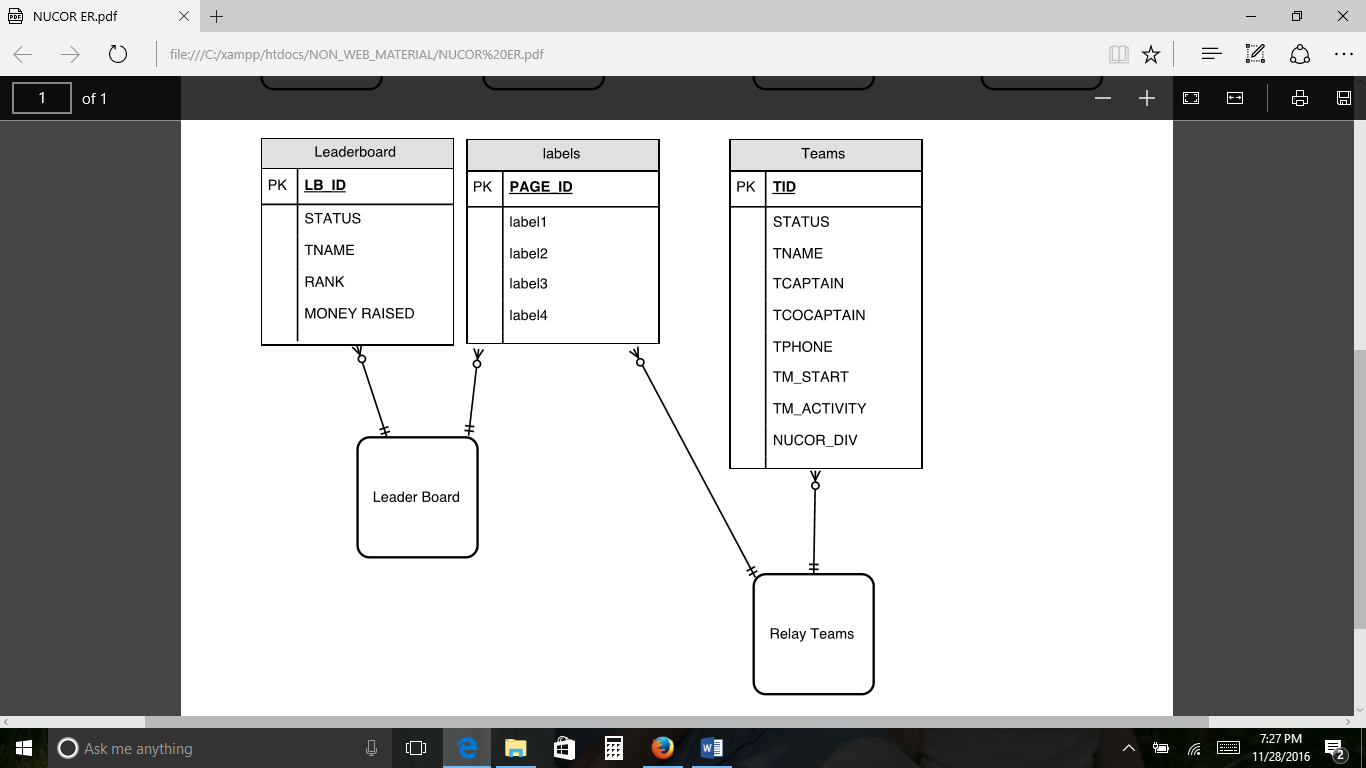 NUCOR ER.pdf
file:///C:/xampp/htdocs/NON_WEB_MATERIAL/NUCOR%20ER.pdf
1 of 1
Leaderboard
PK LB_ID
STATUS
TNAME
RANK
MONEY RAISED
labels
PK PAGE_ID
label1
label2
label3
label4
Teams
PK TID
STATUS
TNAME
TCAPTAIN
TCOCAPTAIN
TPHONE
TM_START
TM_ACTIVITY
NUCOR_DIV
Leader Board
Relay Teams
Ask me anything
7:27 PM
11/28/2016
2